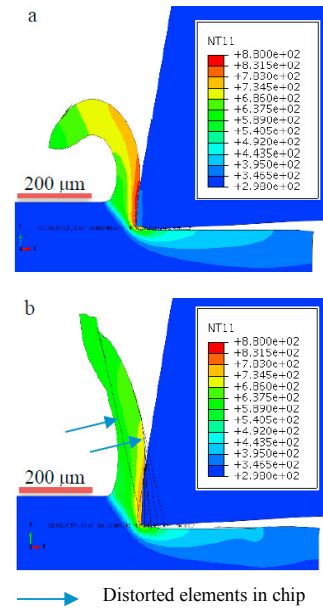 a
NT11
+8.800e+02
+8.315e+02
+7.830e+02
+7.345e+02
+6.860e+02
+6.375e+02
+5.890e+02
+5.405e+02
+4.920e+02
+4.435e+02
+3.950e+02
+3.465e+02
+2.980e+02
200 μm
b
NT11
+8.800e+02
+8.315e+02
+7.830e+02
+7.345e+02
+6.860e+02
+6.375e+02
+5.890e+02
+5.405e+02
+4.920e+02
+4.435e+02
+3.950e+02
+3.465e+02
+2.980e+02
200 μm
Distorted elements in chip